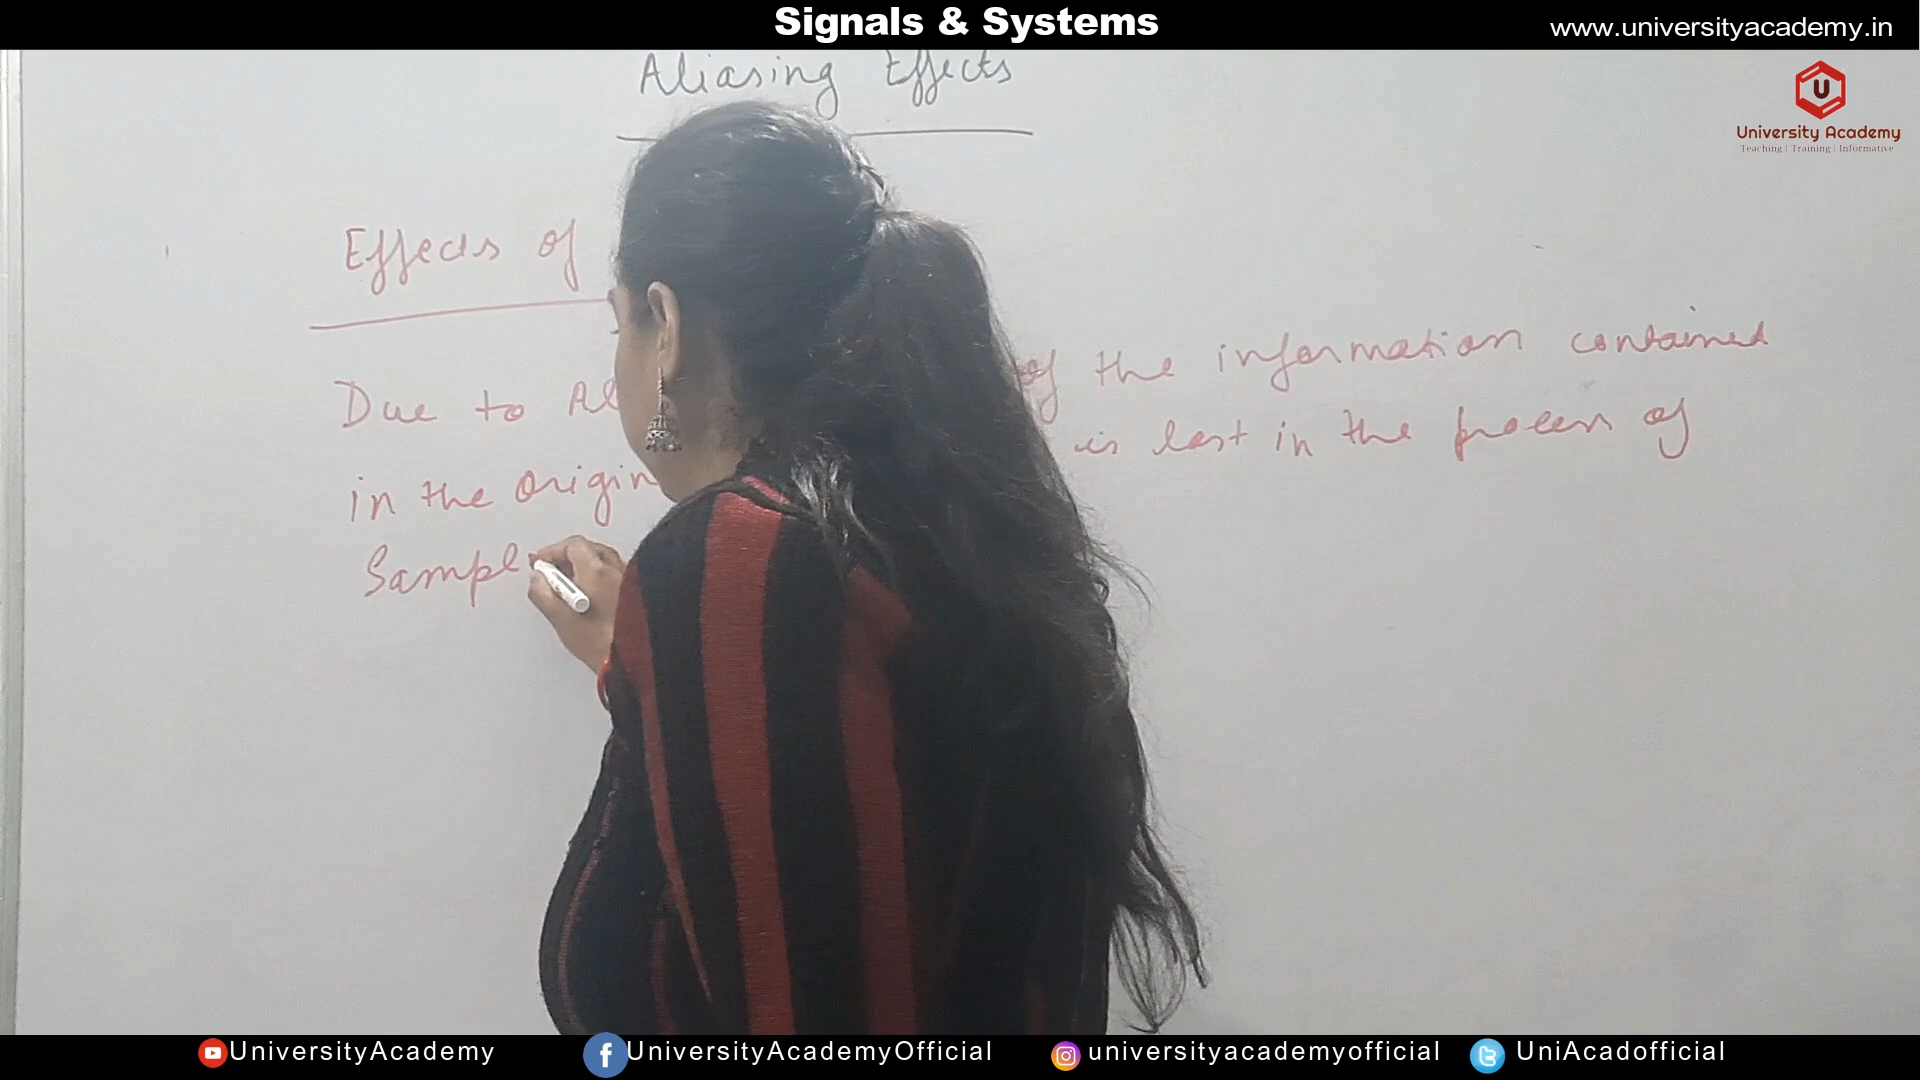 Signals & Systems
www.universityacademy.in
Aliasing Effects
U
University Academy
Teaching | Training | Informative
Effects of
Due to Al of the information contained
in the Origin is lost in the process of
Sampl
UniversityAcademy
UniversityAcademyOfficial
universityacademyofficial
UniAcadofficial